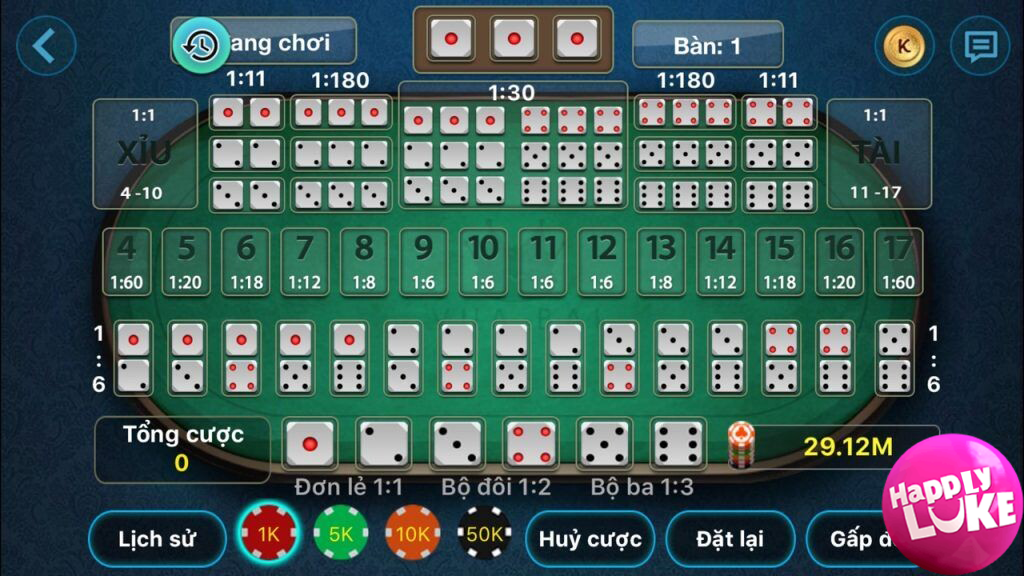 ang chơi
Bàn: 1
K
1:11
1:180
1:30
1:180
1:11
1:1
XỈU
4 -10
1:1
TÀI
11 -17
4 5 6 7 8 9 10 11 12 13 14 15 16 17
1:60 1:20 1:18 1:12 1:8 1:6 1:6 1:6 1:6 1:8 1:12 1:18 1:20 1:60
1:6
1:6
Tổng cược
0
29.12M
Đơn lẻ 1:1 Bộ đôi 1:2 Bộ ba 1:3
Lịch sử
1K
5K
10K
50K
Huỷ cược
Đặt lại
Gấp đ
HappLy
LUKE